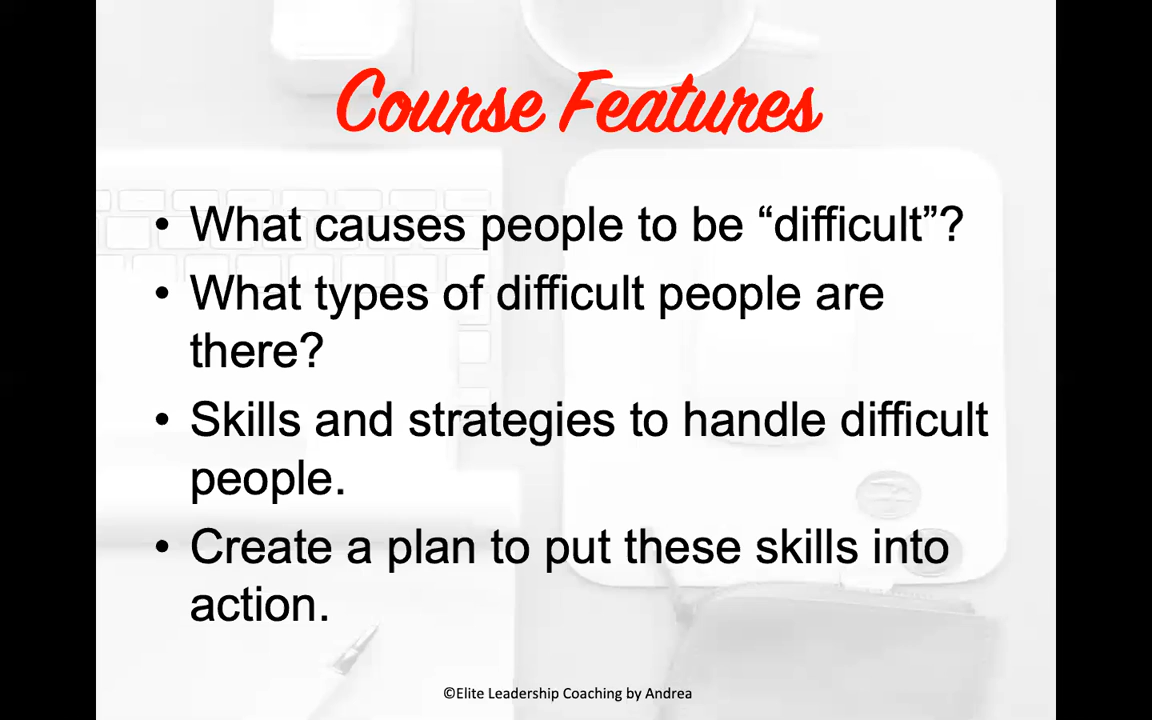 Course Features
• What causes people to be “difficult”?
• What types of difficult people are
there?
• Skills and strategies to handle difficult
people.
• Create a plan to put these skills into
action.
©Elite Leadership Coaching by Andrea